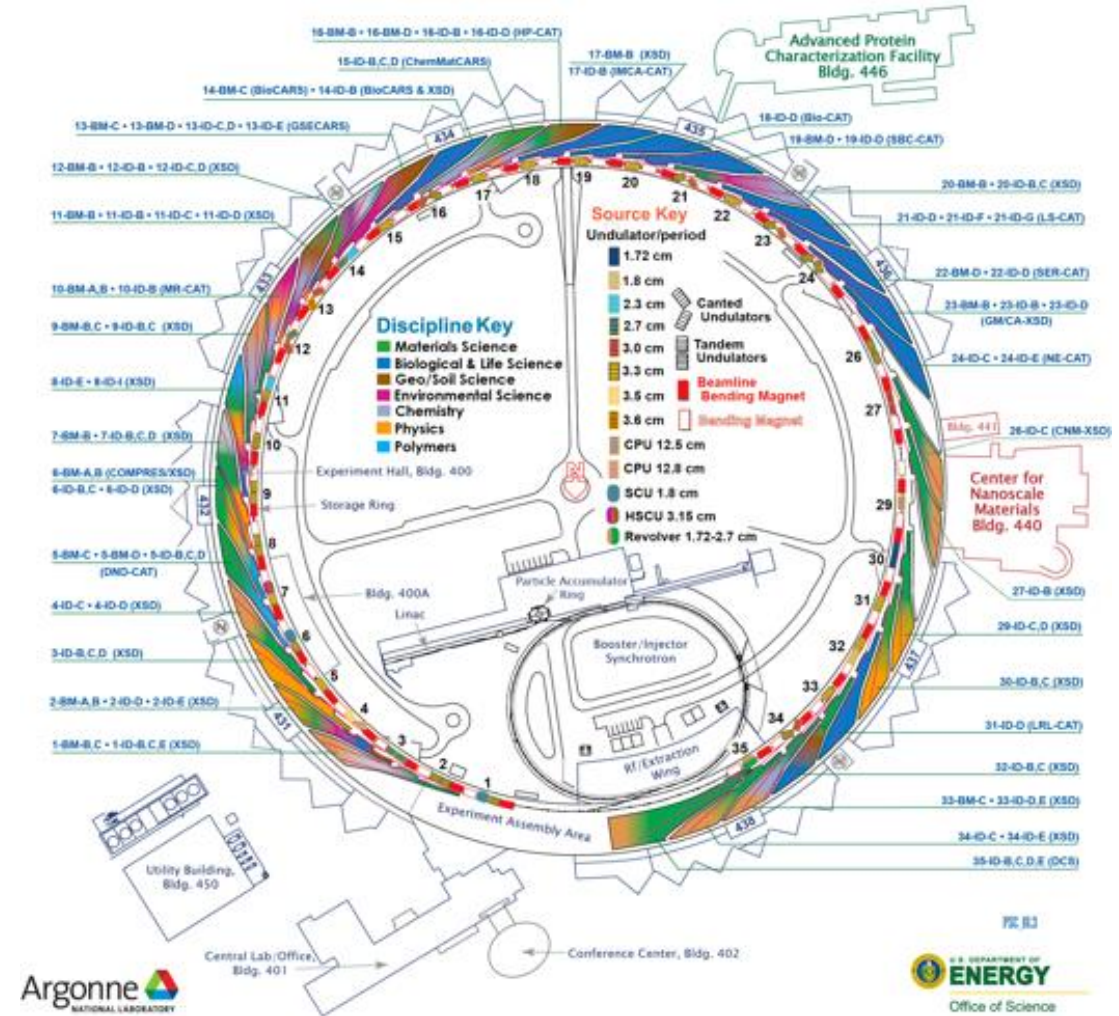 16-BM-B • 16-BM-D • 16-ID-B • 16-ID-D (HP-CAT)
15-ID-B,C,D (ChemMatCARS)
14-BM-C (BioCARS) • 14-ID-B (BioCARS & XSD)
13-BM-C • 13-BM-D • 13-ID-C,D • 13-ID-E (GSECARS)
12-BM-B • 12-ID-B • 12-ID-C,D (XSD)
11-BM-B • 11-ID-B • 11-ID-C • 11-ID-D (XSD)
10-BM-A,B • 10-ID-B (MR-CAT)
9-BM-B,C • 9-ID-B,C (XSD)
8-ID-E • 8-ID-I (XSD)
7-BM-B • 7-ID-B,C,D (XSD)
6-BM-A,B (COMPRES/XSD)
6-ID-B,C • 6-ID-D (XSD)
5-BM-C • 5-BM-D • 5-ID-B,C,D
(DND-CAT)
4-ID-C • 4-ID-D (XSD)
3-ID-B,C,D (XSD)
2-BM-A,B • 2-ID-D • 2-ID-E (XSD)
1-BM-B,C • 1-ID-B,C,E (XSD)
17-BM-B (XSD)
17-ID-B (IMCA-CAT)
Advanced Protein
Characterization Facility
Bldg. 446
18-ID-D (Bio-CAT)
19-BM-D • 19-ID-D (SBC-CAT)
20-BM-B • 20-ID-B,C (XSD)
21-ID-D • 21-ID-F • 21-ID-G (LS-CAT)
22-BM-D • 22-ID-D (SER-CAT)
23-BM-B • 23-ID-B • 23-ID-D
(GM/CA-XSD)
24-ID-C • 24-ID-E (NE-CAT)
Bldg. 441
26-ID-C (CNM-XSD)
Center for
Nanoscale
Materials
Bldg. 440
27-ID-B (XSD)
29-ID-C,D (XSD)
30-ID-B,C (XSD)
31-ID-D (LRL-CAT)
32-ID-B,C (XSD)
33-BM-C • 33-ID-D,E (XSD)
34-ID-C • 34-ID-E (XSD)
35-ID-B,C,D,E (DCS)
431
432
433
434
435
436
437
438
1
2
3
4
5
6
7
8
9
10
11
12
13
14
15
16
17
18
19
20
21
22
23
24
26
27
29
30
31
32
33
34
35
Discipline Key
Materials Science
Biological & Life Science
Geo/Soil Science
Environmental Science
Chemistry
Physics
Polymers
Source Key
Undulator/period
1.72 cm
1.8 cm
2.3 cm
2.7 cm
3.0 cm
3.3 cm
3.5 cm
3.6 cm
CPU 12.5 cm
CPU 12.8 cm
SCU 1.8 cm
HSCU 3.15 cm
Revolver 1.72-2.7 cm
Canted
Undulators
Tandem
Undulators
Beamline
Bending Magnet
Bending Magnet
N
Experiment Hall, Bldg. 400
Storage Ring
Bldg. 400A
Linac
Particle Accumulator
Ring
Booster/Injector
Synchrotron
Rf/Extraction
Wing
Experiment Assembly Area
Utility Building,
Bldg. 450
Central Lab/Office,
Bldg. 401
Conference Center, Bldg. 402
Argonne
NATIONAL LABORATORY
U.S. DEPARTMENT OF
ENERGY
Office of Science